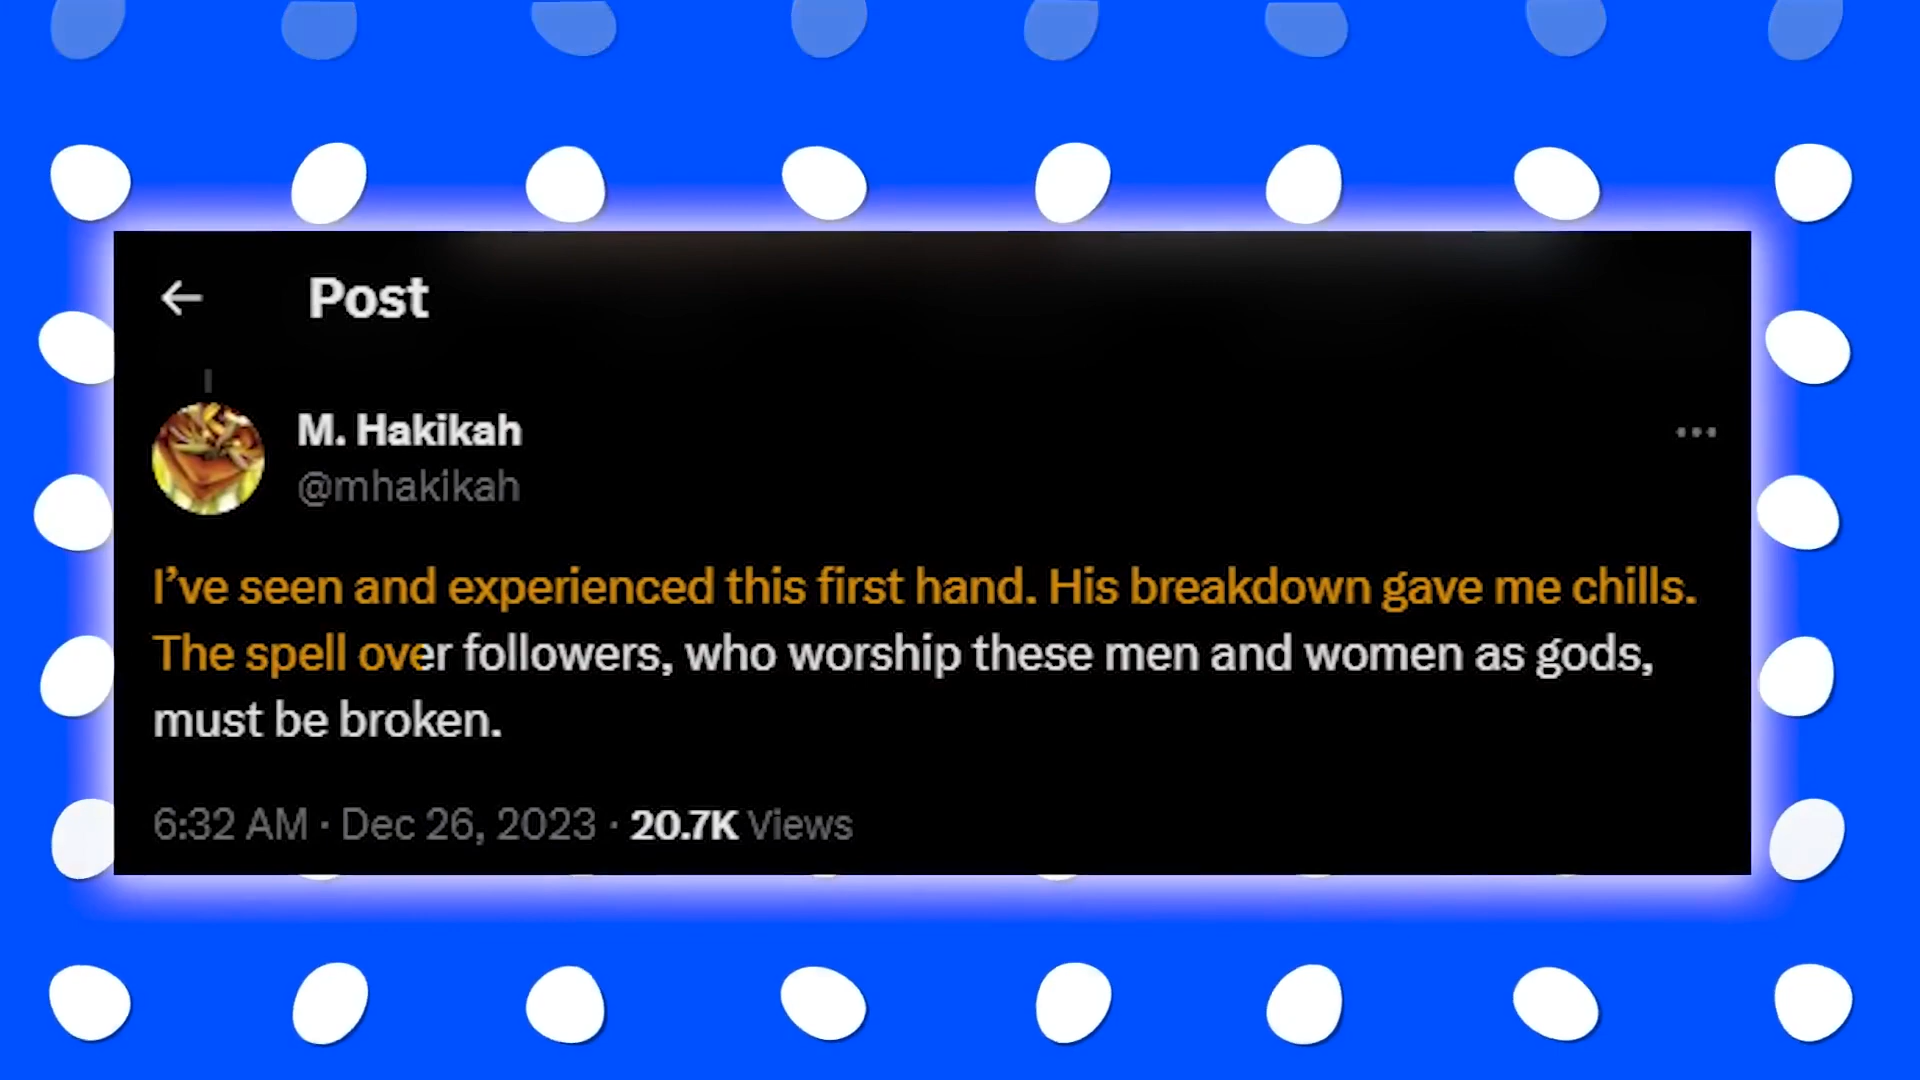 Post
M. Hakikah
@mhakikah
I’ve seen and experienced this first hand. His breakdown gave me chills.
The spell over followers, who worship these men and women as gods,
must be broken.
6:32 AM · Dec 26, 2023 · 20.7K Views